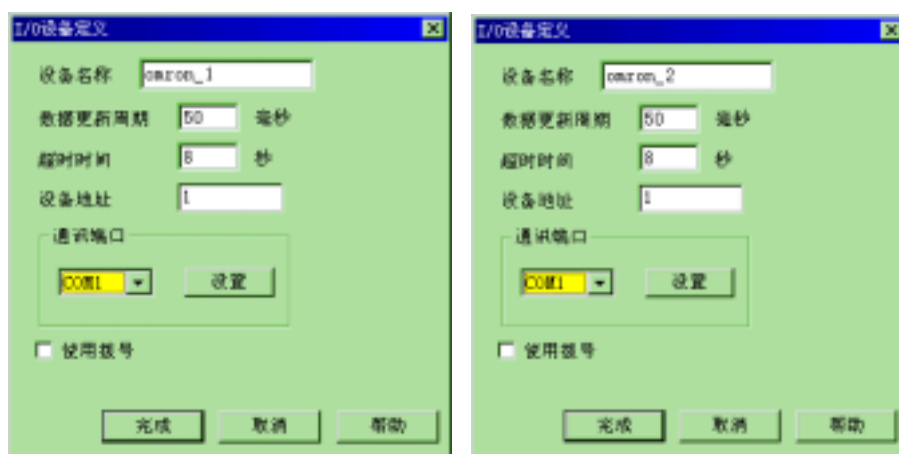 I/O设备定义
设备名称 omron_1
数据更新周期 50 毫秒
超时时间 8 秒
设备地址 1
通讯端口
COM1 设置
使用拨号
完成 取消 帮助
I/O设备定义
设备名称 omron_2
数据更新周期 50 毫秒
超时时间 8 秒
设备地址 1
通讯端口
COM1 设置
使用拨号
完成 取消 帮助